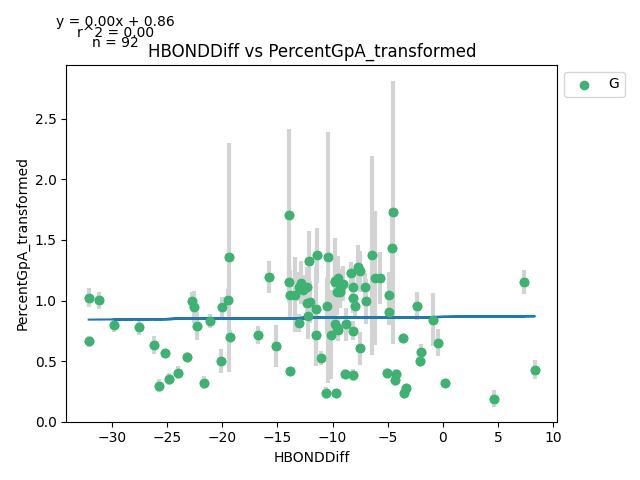 y = 0.00x + 0.86
r^2 = 0.00
n = 92
HBONDDiff vs PercentGpA_transformed
G
PercentGpA_transformed
2.5
2.0
1.5
1.0
0.5
0.0
−30
−25
−20
−15
−10
−5
0
5
10
HBONDDiff